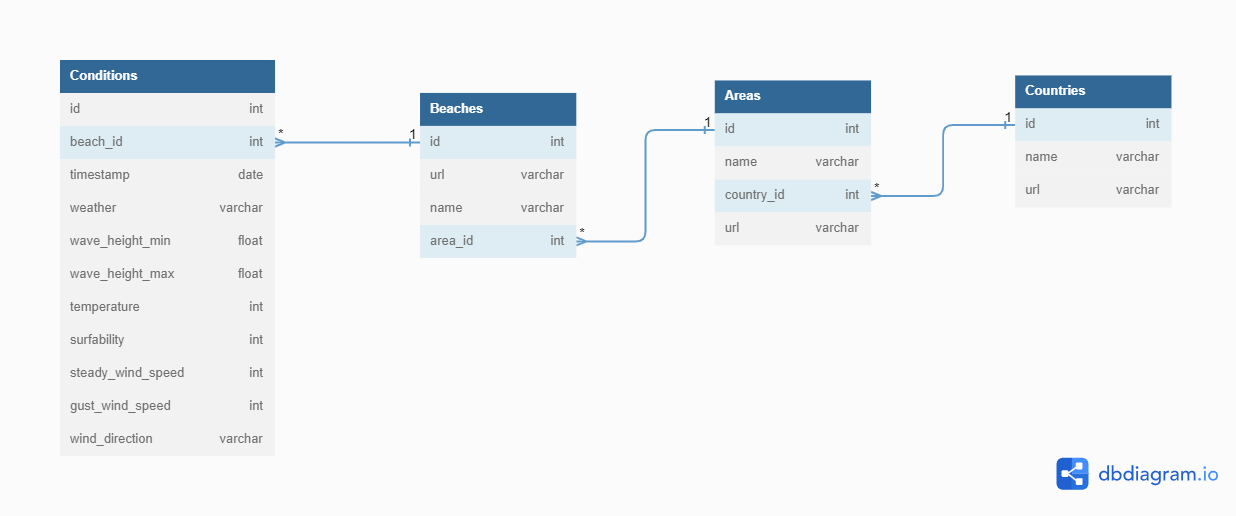 Conditions
id int
beach_id int
timestamp date
weather varchar
wave_height_min float
wave_height_max float
temperature int
surfability int
steady_wind_speed int
gust_wind_speed int
wind_direction varchar
* 1
Beaches
id int
url varchar
name varchar
area_id int
* 1
Areas
id int
name varchar
country_id int
url varchar
* 1
Countries
id int
name varchar
url varchar
dbdiagram.io